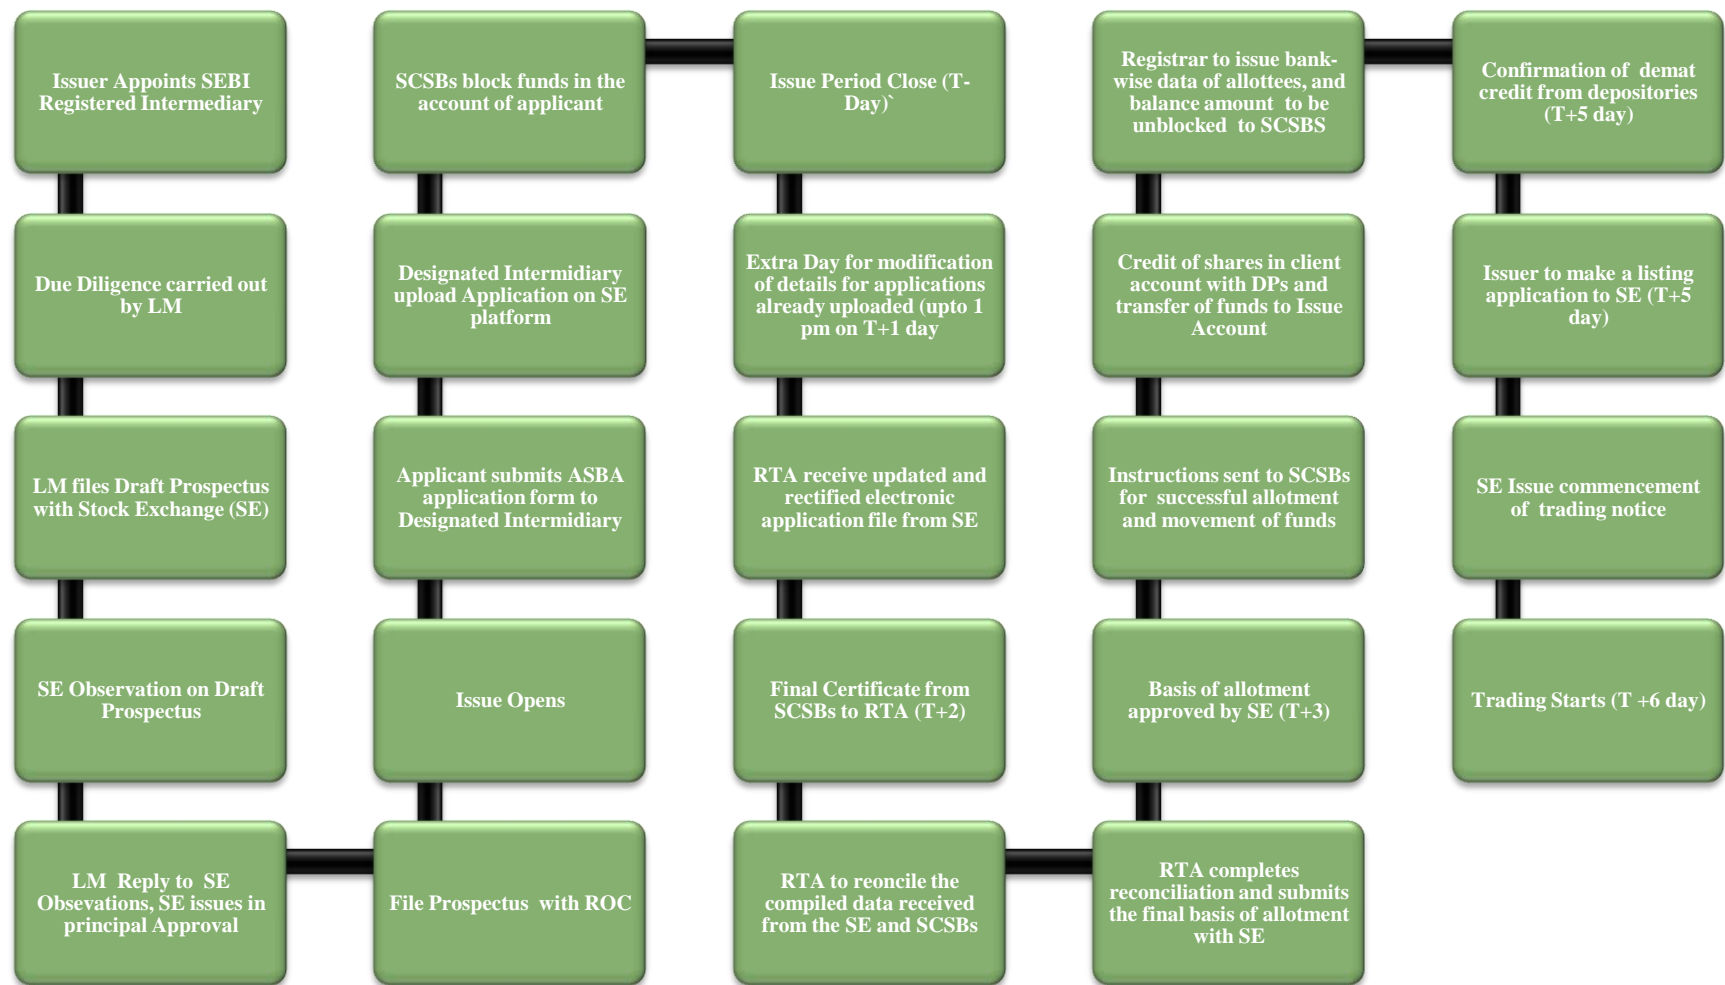 Issuer Appoints SEBI
Registered Intermediary
Due Diligence carried out
by LM
LM files Draft Prospectus
with Stock Exchange (SE)
SE Observation on Draft
Prospectus
LM  Reply to  SE
Obsevations, SE issues in
principal Approval
File Prospectus  with ROC
Issue Opens
Applicant submits ASBA
application form to
Designated Intermidiary
Designated Intermidiary
upload Application on SE
platform
SCSBs block funds in the
account of applicant
Issue Period Close (T-
Day)`
Extra Day for modification
of details for applications
already uploaded (upto 1
pm on T+1 day
RTA receive updated and
rectified electronic
application file from SE
Final Certificate from
SCSBs to RTA (T+2)
RTA to reconcile the
compiled data received
from the SE and SCSBs
RTA completes
reconciliation and submits
the final basis of allotment
with SE
Basis of allotment
approved by SE (T+3)
Instructions sent to SCSBs
for  successful allotment
and movement of funds
Credit of shares in client
account with DPs and
transfer of funds to Issue
Account
Registrar to issue bank-
wise data of allottees, and
balance amount  to be
unblocked  to SCSBS
Confirmation of  demat
credit from depositories
(T+5 day)
Issuer to make a listing
application to SE (T+5
day)
SE Issue commencement
of  trading notice
Trading Starts (T +6 day)